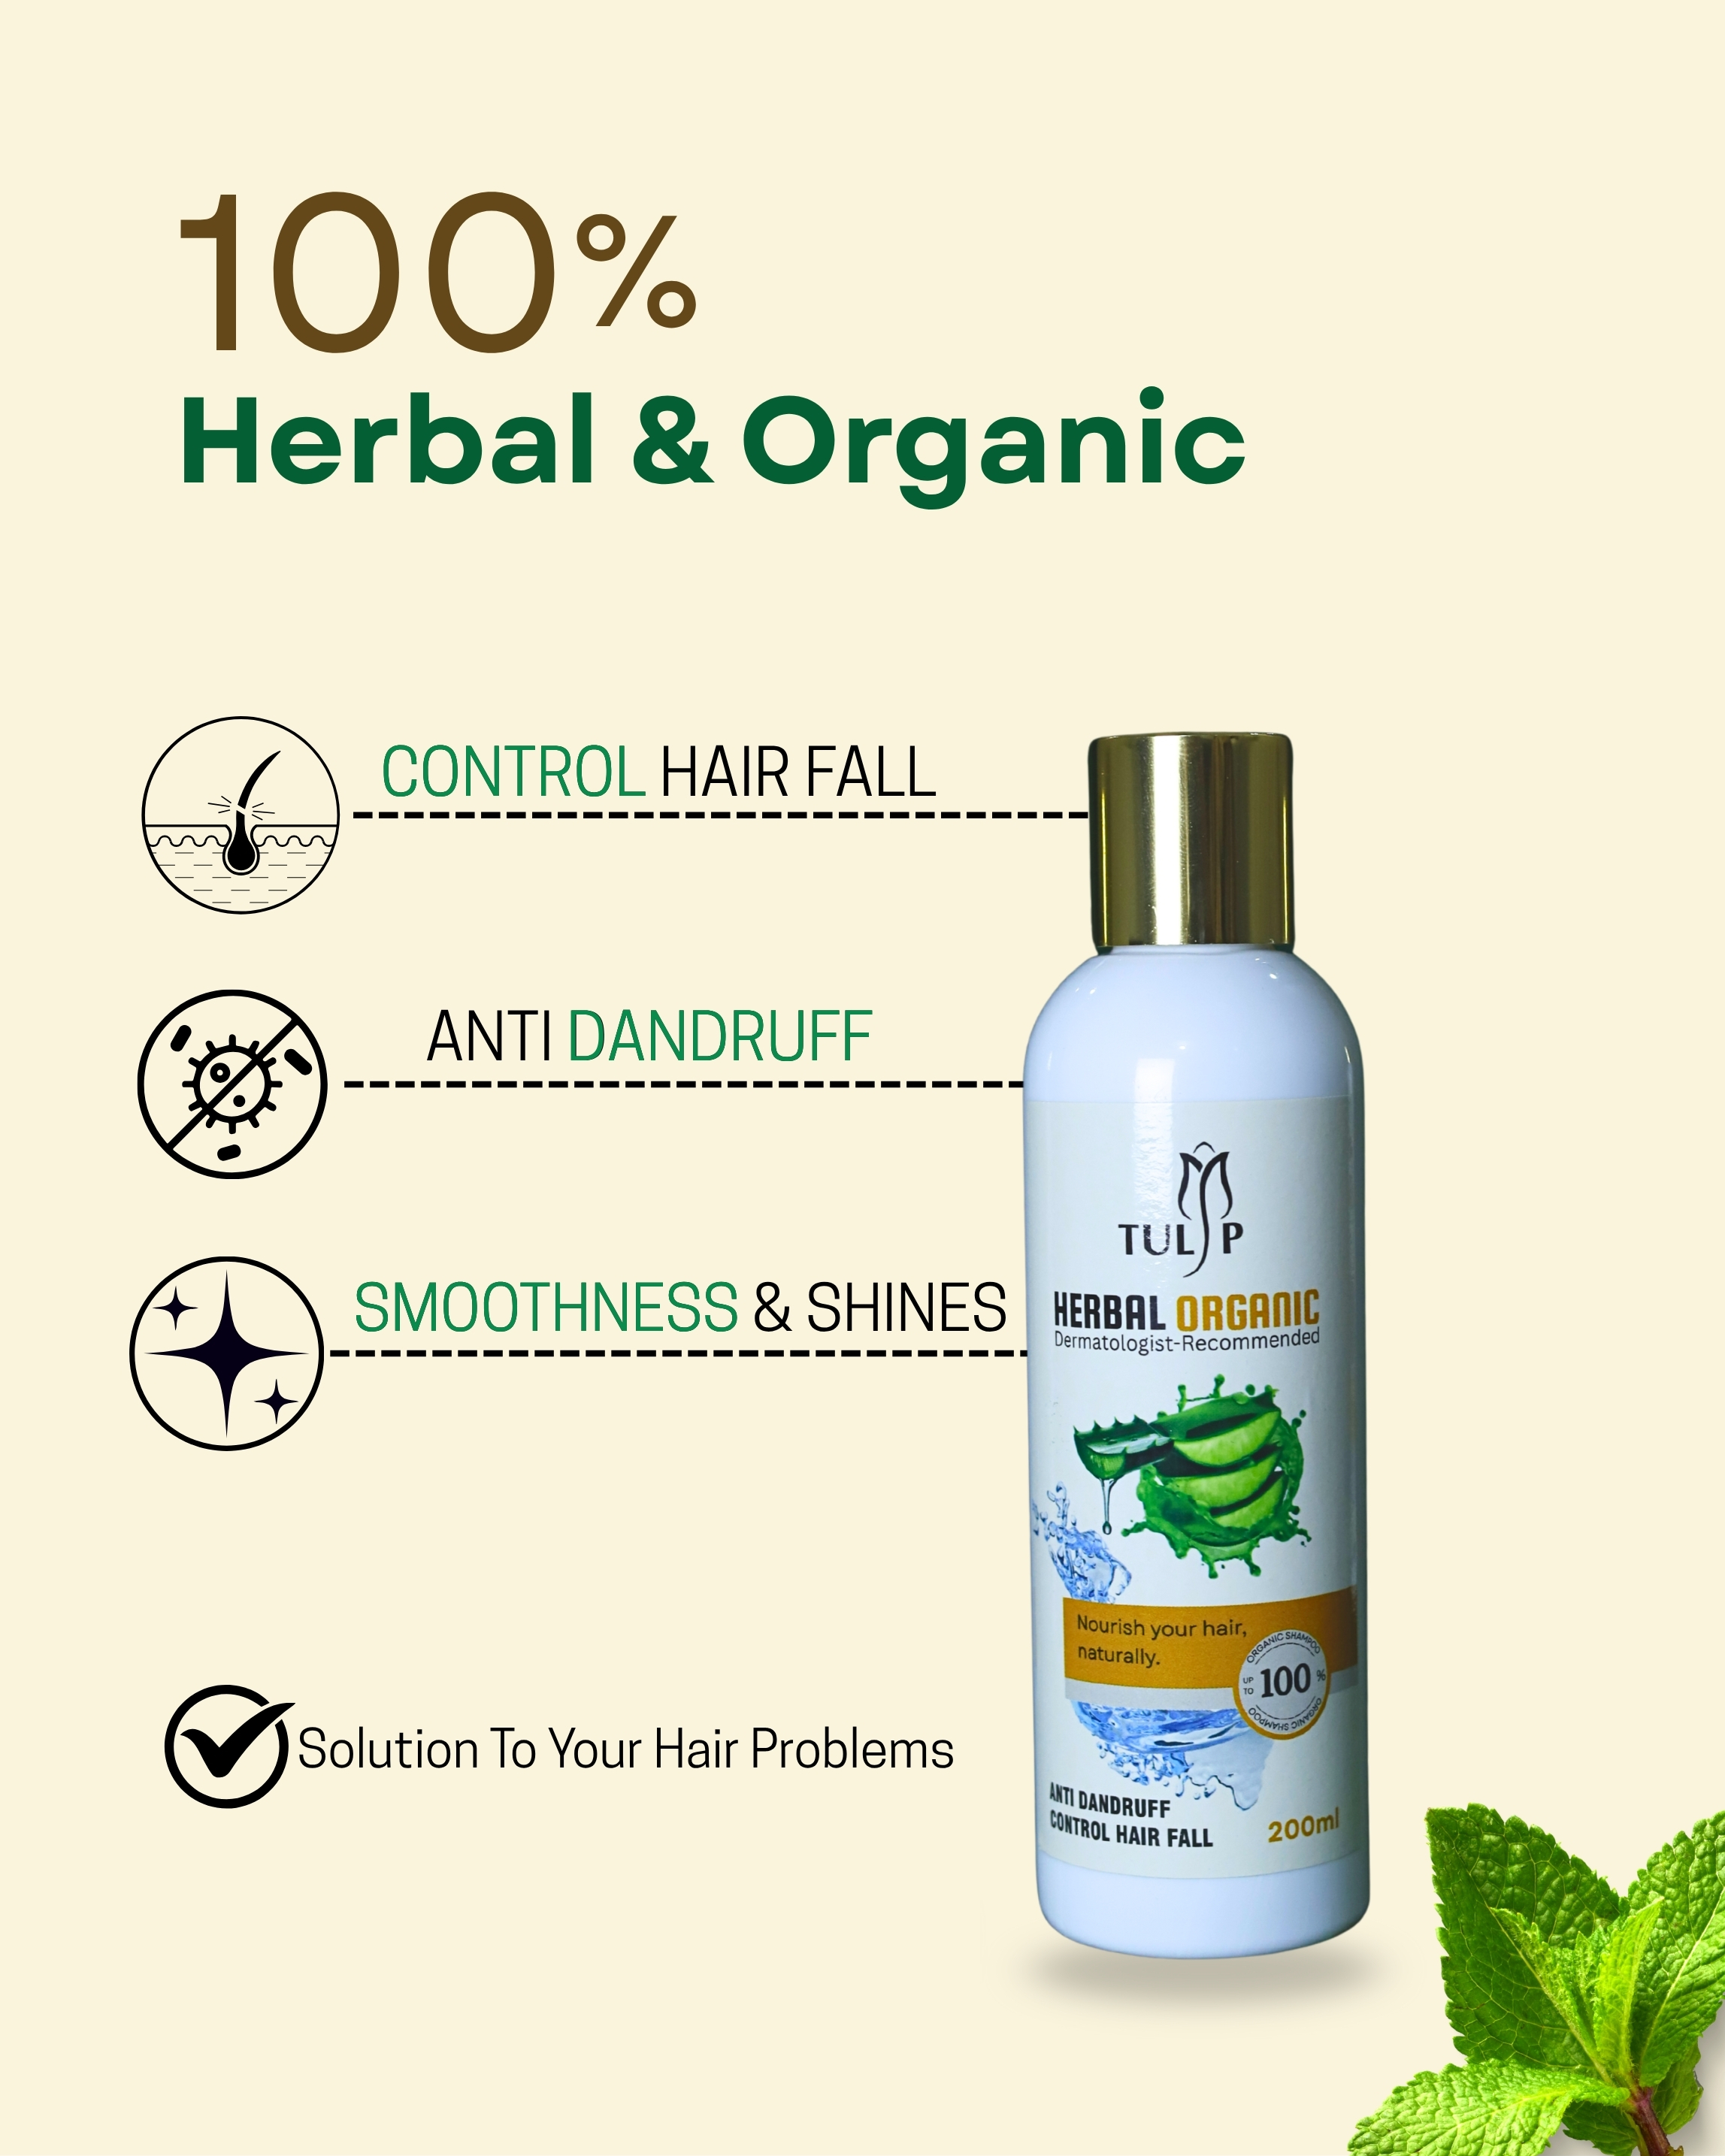 100%
Herbal & Organic
CONTROL HAIR FALL
ANTI DANDRUFF
SMOOTHNESS & SHINES
Solution To Your Hair Problems
TULIP
HERBAL ORGANIC
Dermatologist-Recommended
Nourish your hair,
naturally.
ORGANIC SHAMPOO
UP
TO
100 %
ORGANIC SHAMPOO
ANTI DANDRUFF
CONTROL HAIR FALL
200ml